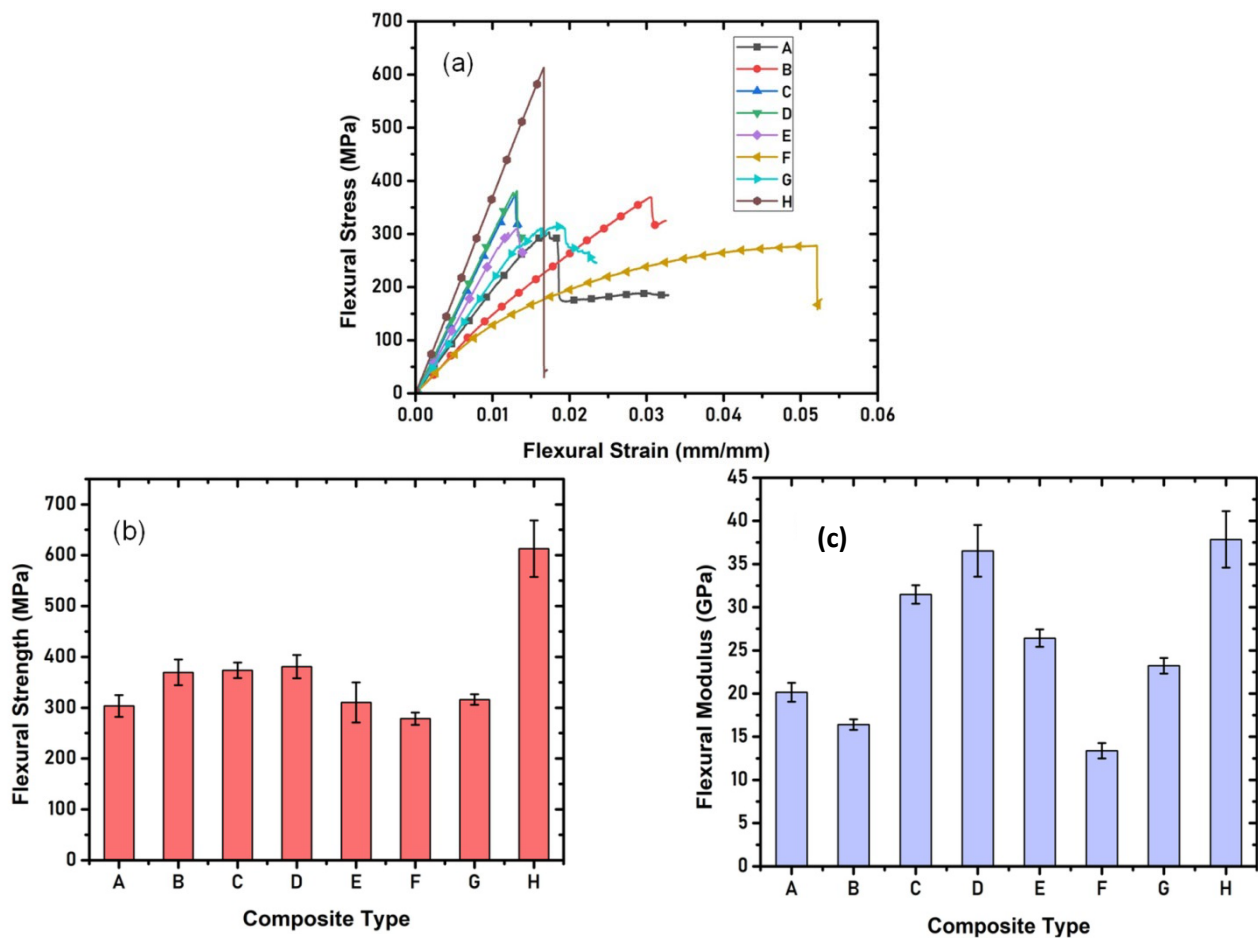 700
600
500
400
300
200
100
0
Flexural Stress (MPa)
(a)
A
B
C
D
E
F
G
H
0.00 0.01 0.02 0.03 0.04 0.05 0.06
Flexural Strain (mm/mm)
700
600
500
400
300
200
100
0
Flexural Strength (MPa)
(b)
A B C D E F G H
Composite Type
45
40
35
30
25
20
15
10
5
0
Flexural Modulus (GPa)
(c)
A B C D E F G H
Composite Type